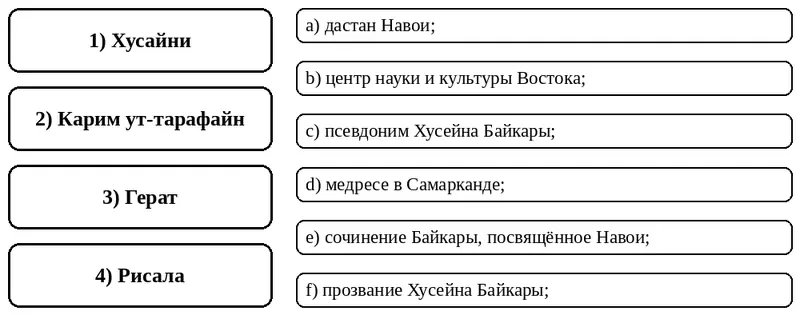 1) Хусайни
2) Карим ут-тарафайн
3) Герат
4) Рисала
a) дастан Навои;
b) центр науки и культуры Востока;
c) псевдоним Хусейна Байкары;
d) медресе в Самарканде;
e) сочинение Байкары, посвящённое Навои;
f) прозвание Хусейна Байкары;